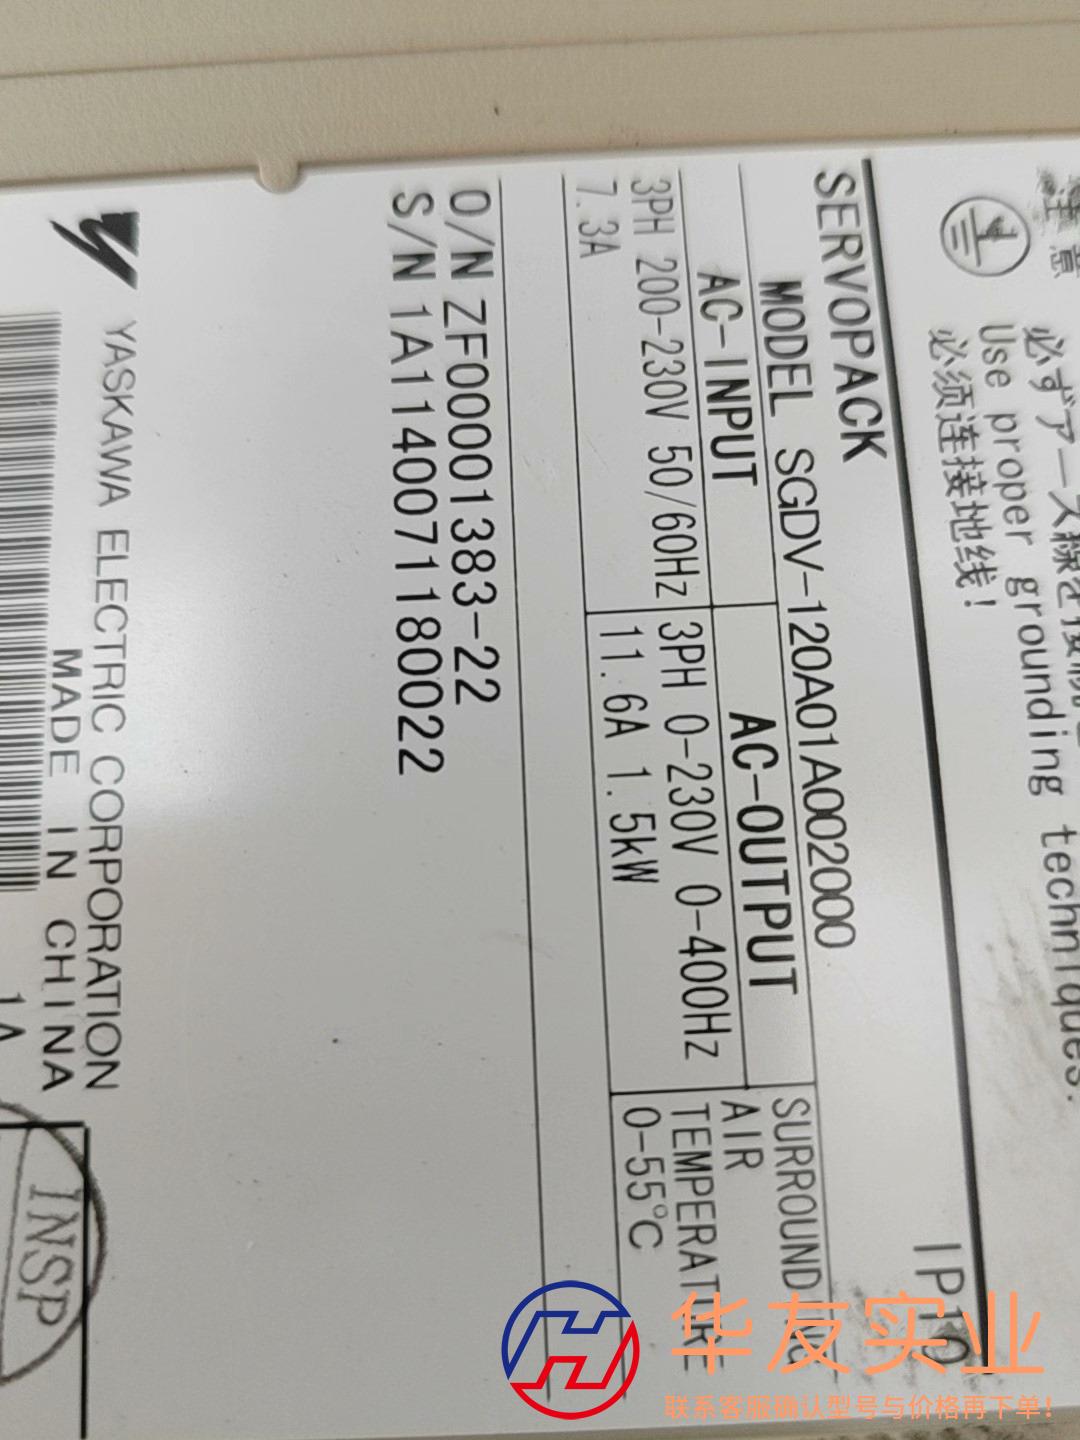 注意 必ずアース線を接続
Use proper grounding techniques.
必须连接地线！
SERVOPACK IP10
MODEL SGDV-120A01A002000
AC-INPUT AC-OUTPUT SURROUNDING
AIR
TEMPERATURE
3PH 200-230V 50/60Hz 3PH 0-230V 0-400Hz
7.3A 11.6A 1.5kW 0-55℃
O/N ZF00001383-22
S/N 1A1140071180022
YASKAWA ELECTRIC CORPORATION
MADE IN CHINA
1A
INSP
华友实业
联系客服确认型号与价格再下单！